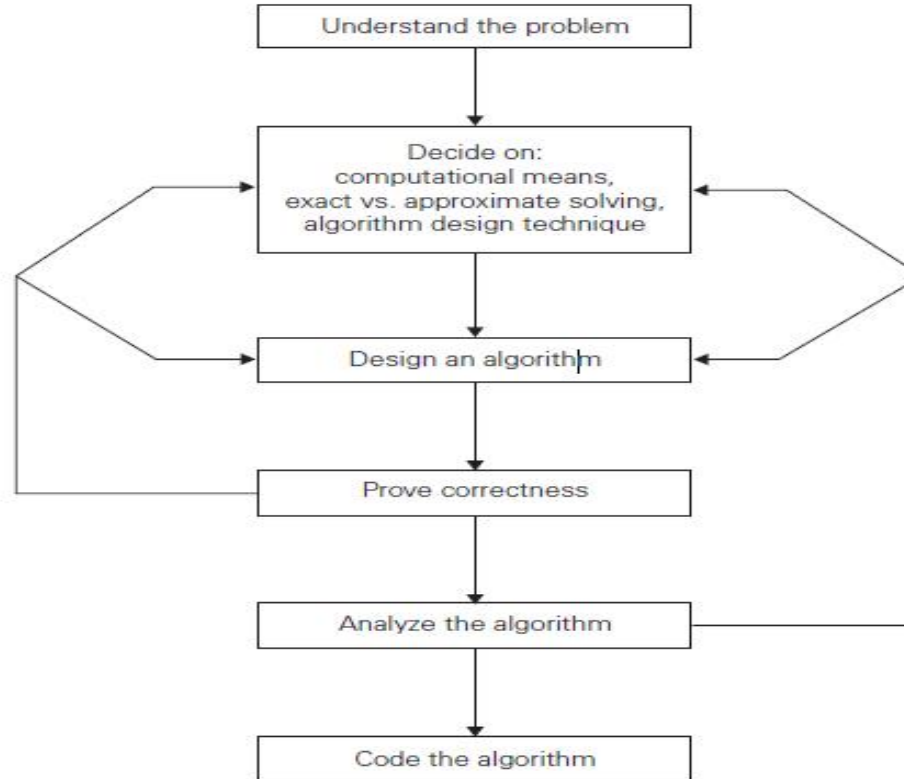 Understand the problem
Decide on:
computational means,
exact vs. approximate solving,
algorithm design technique
Design an algorithm
Prove correctness
Analyze the algorithm
Code the algorithm